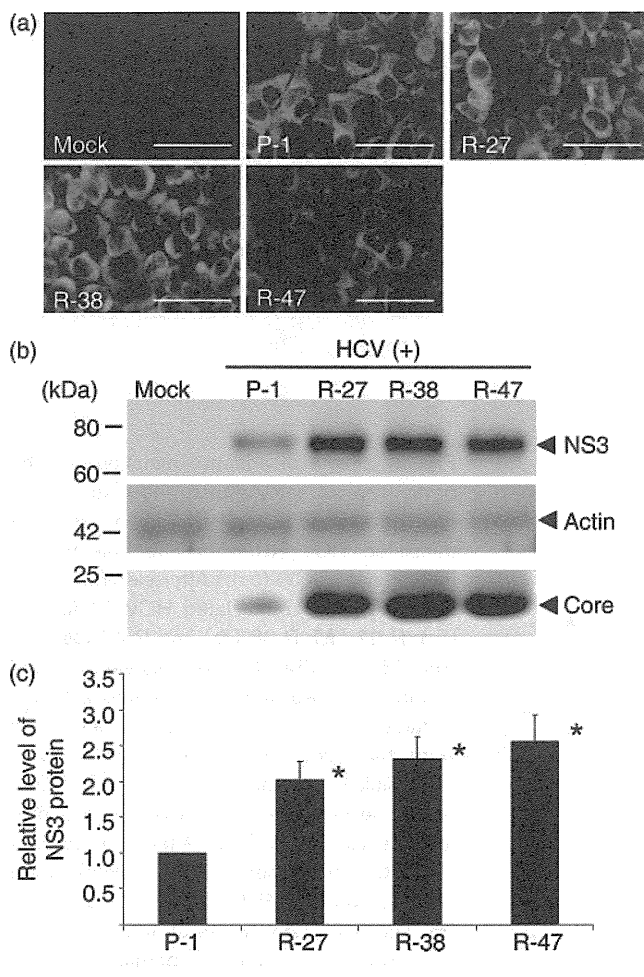 (a)
Mock P-1 R-27
R-38 R-47
(b)
HCV (+)
(kDa) Mock P-1 R-27 R-38 R-47
80
60
NS3
42
Actin
25
Core
(c)
Relative level of
NS3 protein
3.5
3.0
2.5
2.0
1.5
1.0
0.5
* * *
P-1 R-27 R-38 R-47